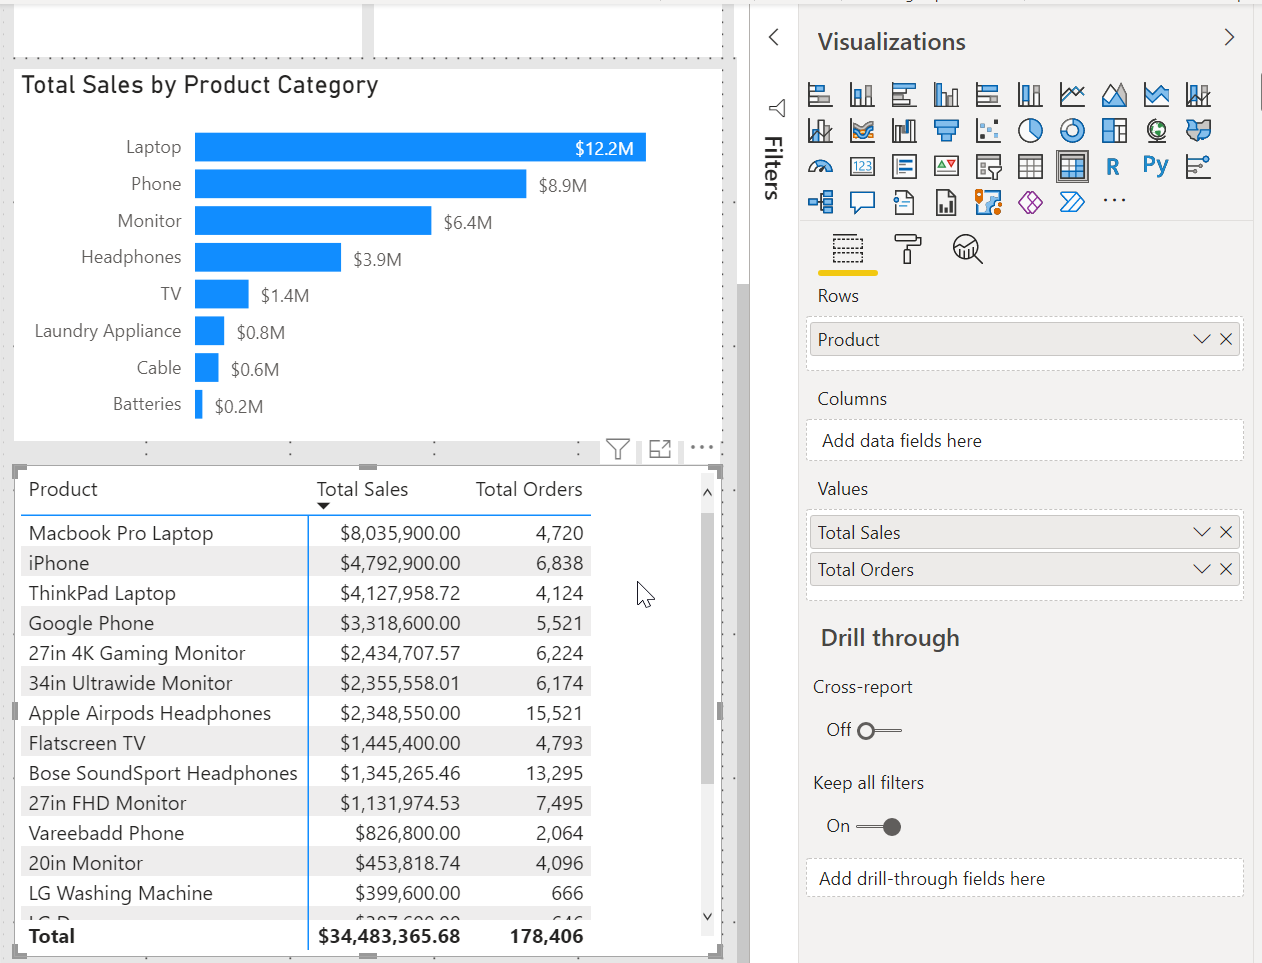 Total Sales by Product Category
Laptop $12.2M
Phone $8.9M
Monitor $6.4M
Headphones $3.9M
TV $1.4M
Laundry Appliance $0.8M
Cable $0.6M
Batteries $0.2M
Product Total Sales Total Orders
Macbook Pro Laptop $8,035,900.00 4,720
iPhone $4,792,900.00 6,838
ThinkPad Laptop $4,127,958.72 4,124
Google Phone $3,318,600.00 5,521
27in 4K Gaming Monitor $2,434,707.57 6,224
34in Ultrawide Monitor $2,355,558.01 6,174
Apple Airpods Headphones $2,348,550.00 15,521
Flatscreen TV $1,445,400.00 4,793
Bose SoundSport Headphones $1,345,265.46 13,295
27in FHD Monitor $1,131,974.53 7,495
Vareebadd Phone $826,800.00 2,064
20in Monitor $453,818.74 4,096
LG Washing Machine $399,600.00 666
Total $34,483,365.68 178,406
Filters
Visualizations
123
R Py
Rows
Product
Columns
Add data fields here
Values
Total Sales
Total Orders
Drill through
Cross-report
Off
Keep all filters
On
Add drill-through fields here